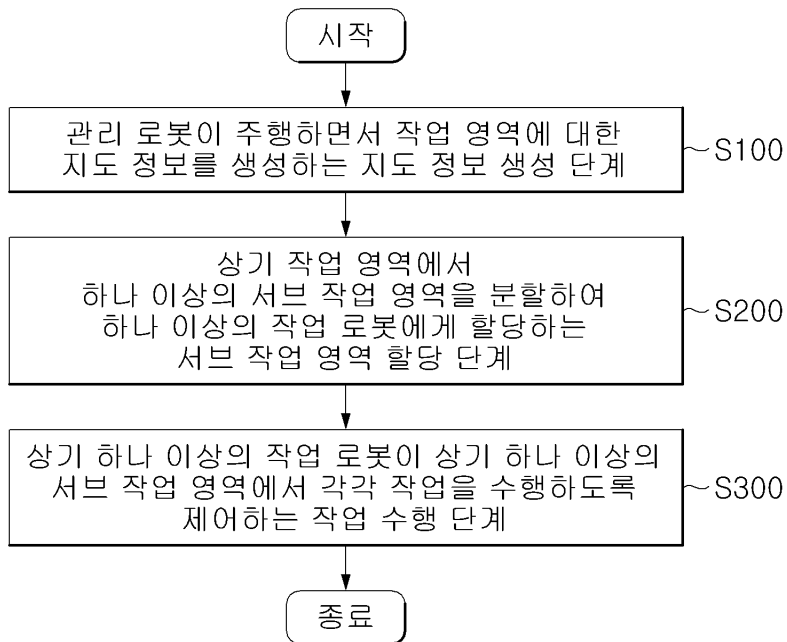 시작
관리 로봇이 주행하면서 작업 영역에 대한
지도 정보를 생성하는 지도 정보 생성 단계
S100
상기 작업 영역에서
하나 이상의 서브 작업 영역을 분할하여
하나 이상의 작업 로봇에게 할당하는
서브 작업 영역 할당 단계
S200
상기 하나 이상의 작업 로봇이 상기 하나 이상의
서브 작업 영역에서 각각 작업을 수행하도록
제어하는 작업 수행 단계
S300
종료